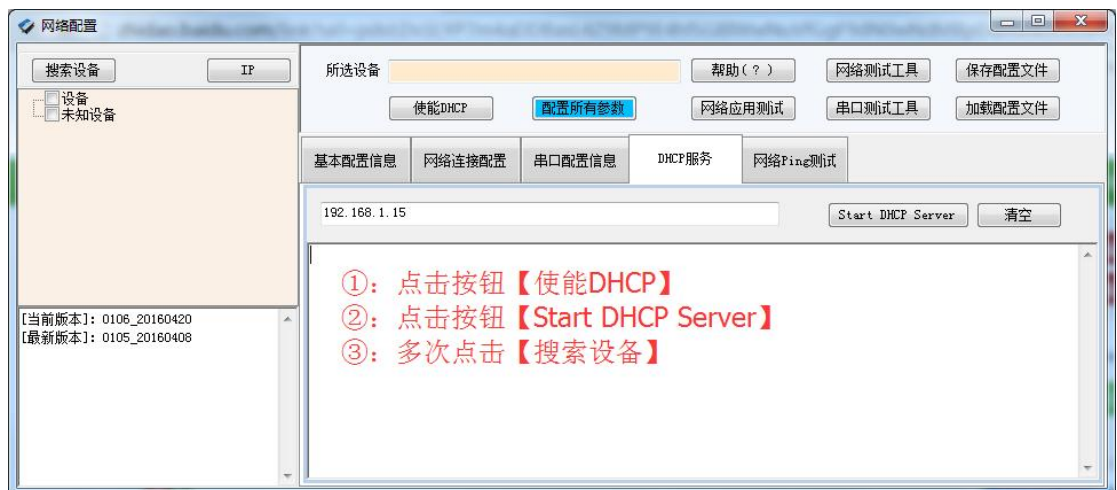 网络配置
搜索设备
IP
设备
未知设备
[当前版本]: 0106_20160420
[最新版本]: 0105_20160408
所选设备
帮助(?)
网络测试工具
保存配置文件
使能DHCP
配置所有参数
网络应用测试
串口测试工具
加载配置文件
基本配置信息
网络连接配置
串口配置信息
DHCP服务
网络Ping测试
192.168.1.15
Start DHCP Server
清空
①：点击按钮【使能DHCP】
②：点击按钮【Start DHCP Server】
③：多次点击【搜索设备】